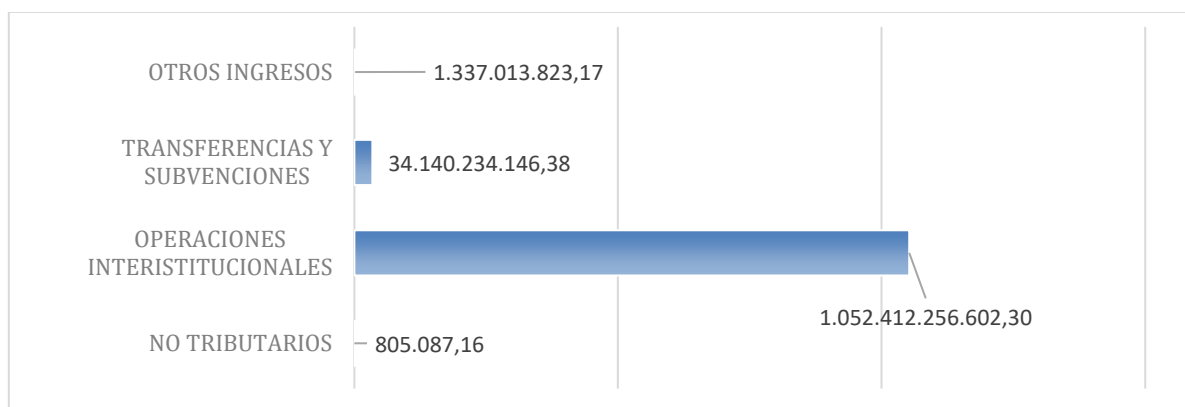 OTROS INGRESOS
1.337.013.823,17
TRANSFERENCIAS Y
SUBVENCIONES
34.140.234.146,38
OPERACIONES
INTERISTITUCIONALES
1.052.412.256.602,30
NO TRIBUTARIOS
805.087,16